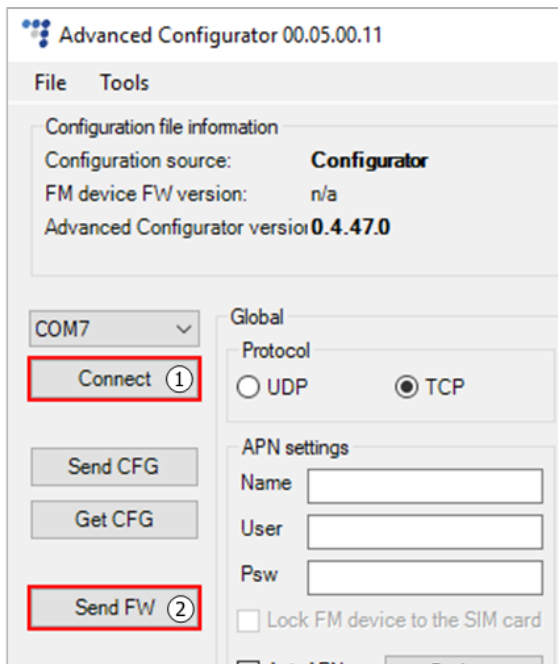 Advanced Configurator 00.05.00.11
File Tools
Configuration file information
Configuration source: Configurator
FM device FW version: n/a
Advanced Configurator versior 0.4.47.0
COM7
Connect 1
Send CFG
Get CFG
Send FW 2
Global
Protocol
UDP TCP
APN settings
Name
User
Psw
Lock FM device to the SIM card